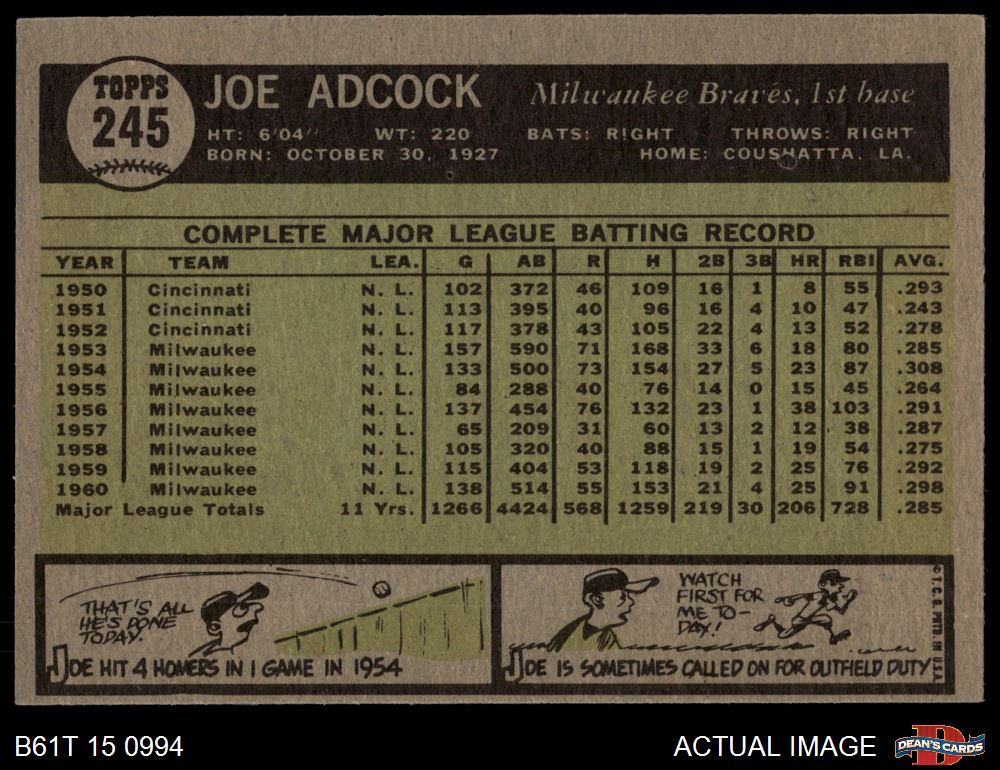 TOPPS
245
JOE ADCOCK
Milwaukee Braves, 1st base
HT: 6'04" WT: 220 BATS: RIGHT THROWS: RIGHT
BORN: OCTOBER 30, 1927 HOME: COUSHATTA, LA.
COMPLETE MAJOR LEAGUE BATTING RECORD
YEAR TEAM LEA. G AB R H 2B 3B HR RBI AVG.
1950 Cincinnati N. L. 102 372 46 109 16 1 8 55 .293
1951 Cincinnati N. L. 113 395 40 96 16 4 10 47 .243
1952 Cincinnati N. L. 117 378 43 105 22 4 13 52 .278
1953 Milwaukee N. L. 157 590 71 168 33 6 18 80 .285
1954 Milwaukee N. L. 133 500 73 154 27 5 23 87 .308
1955 Milwaukee N. L. 84 288 40 76 14 0 15 45 .264
1956 Milwaukee N. L. 137 454 76 132 23 1 38 103 .291
1957 Milwaukee N. L. 65 209 31 60 13 2 12 38 .287
1958 Milwaukee N. L. 105 320 40 88 15 1 19 54 .275
1959 Milwaukee N. L. 115 404 53 118 19 2 25 76 .292
1960 Milwaukee N. L. 138 514 55 153 21 4 25 91 .298
Major League Totals 11 Yrs. 1266 4424 568 1259 219 30 206 728 .285
THAT'S ALL
HE'S DONE
TODAY.
JOE HIT 4 HOMERS IN 1 GAME IN 1954
WATCH
FIRST FOR
ME TO-
DAY!
JOE IS SOMETIMES CALLED ON FOR OUTFIELD DUTY
© T. C. G. PRTD. IN U.S.A.
B61T 15 0994
ACTUAL IMAGE
D
DEAN'S CARDS